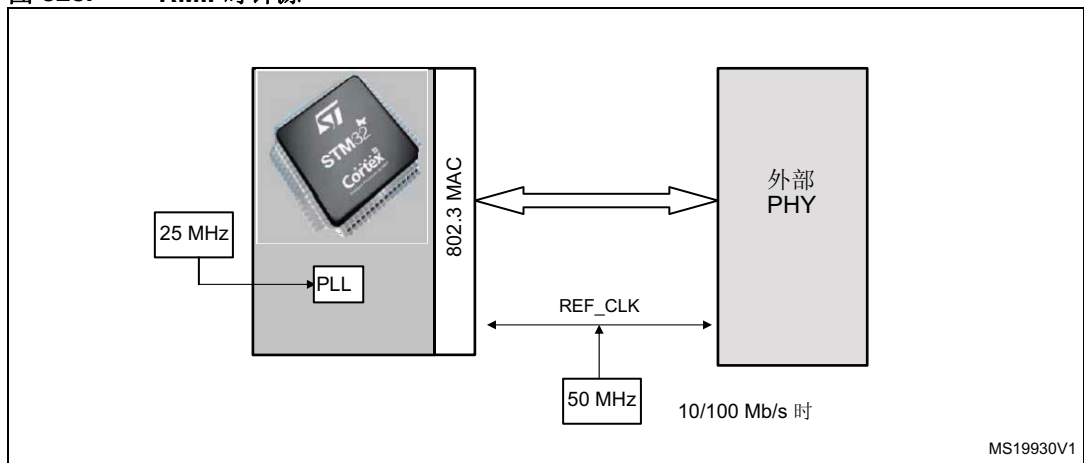 ST
STM32
Cortex
802.3 MAC
外部
PHY
25 MHz
PLL
REF_CLK
50 MHz
10/100 Mb/s 时
MS19930V1